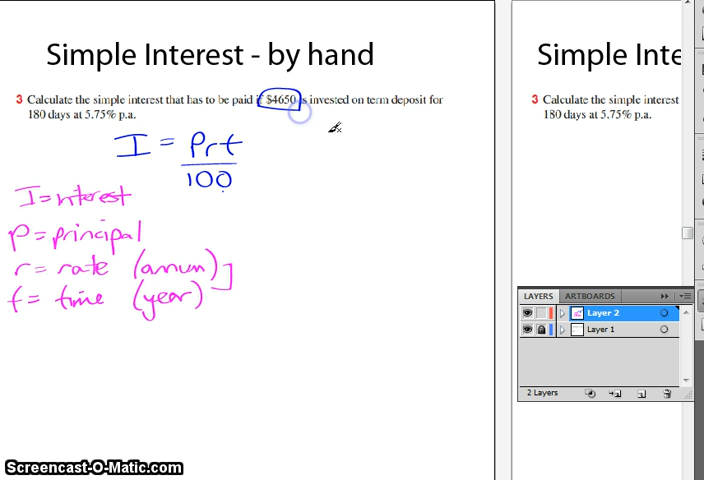 Simple Interest - by hand
3 Calculate the simple interest that has to be paid if $4650 is invested on term deposit for
180 days at 5.75% p.a.
I = Prt
100
I = interest
P = principal
r = rate (annum)
t = time (year)
Simple Inte
3 Calculate the simple interest
180 days at 5.75% p.a.
LAYERS ARTBOARDS
Layer 2
Layer 1
2 Layers
Screencast-O-Matic.com